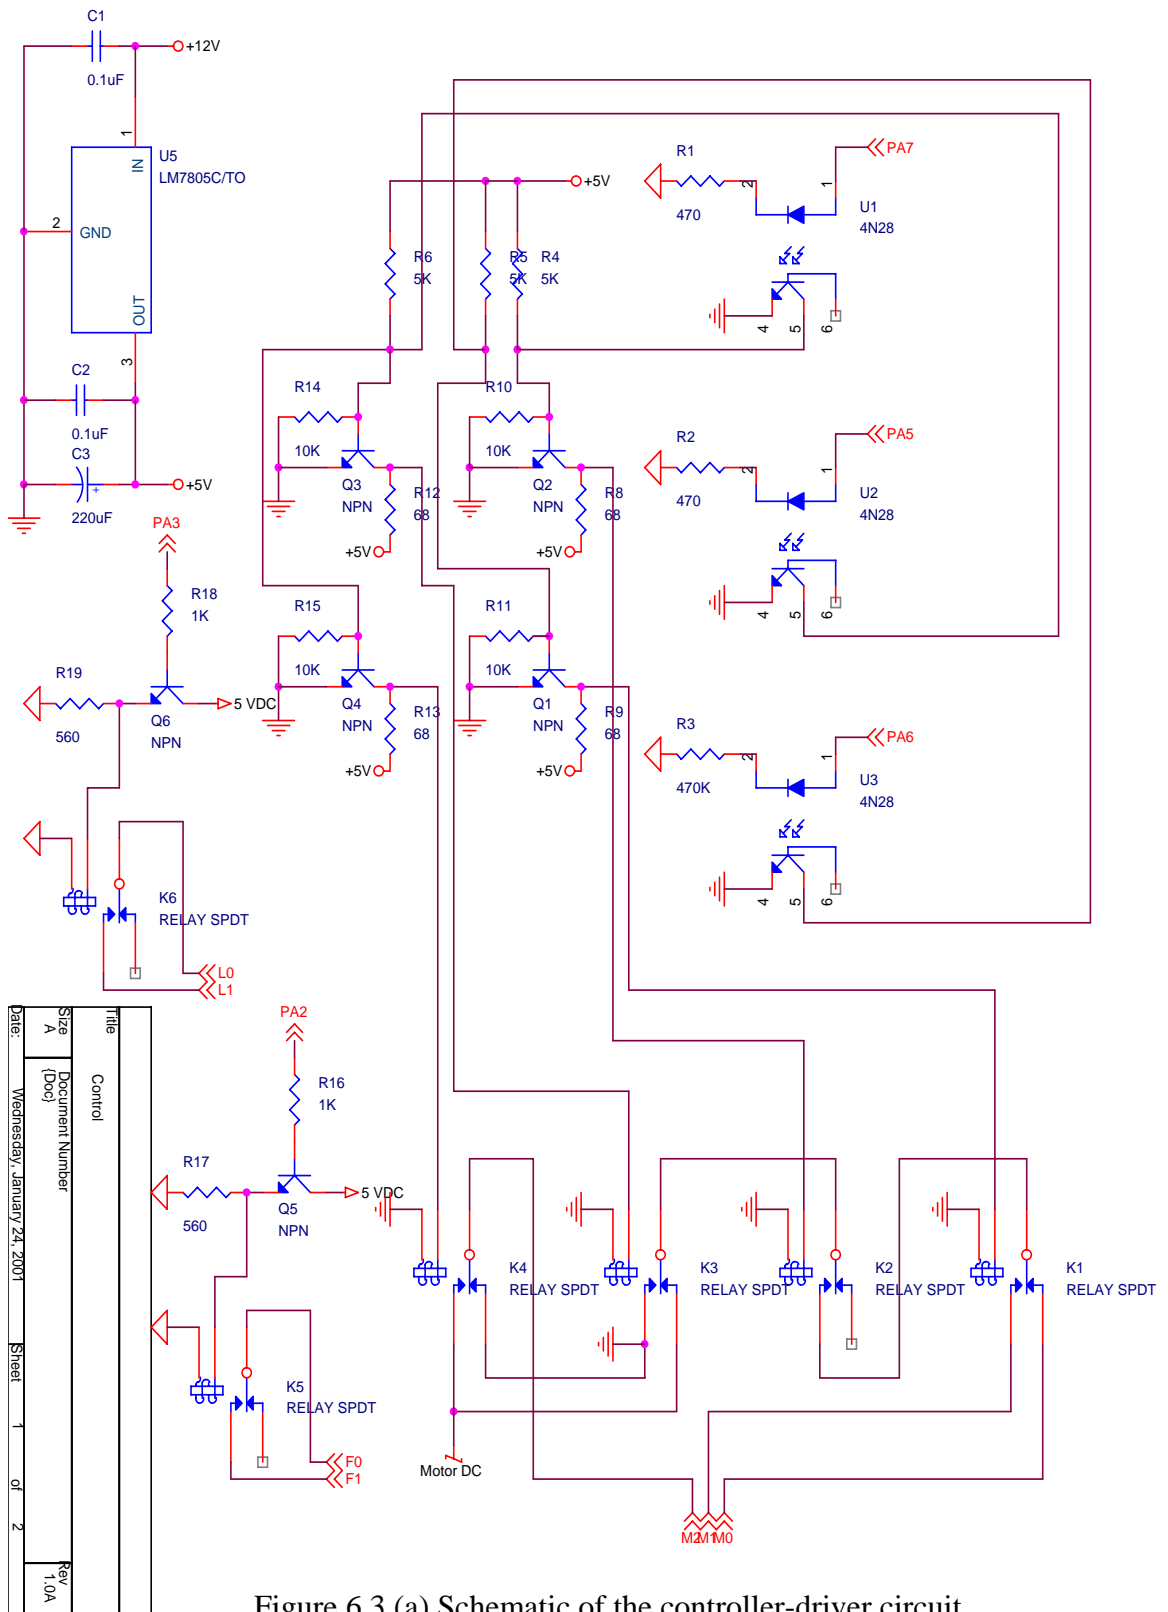 C1
0.1uF
+12V
1
IN
U5
LM7805C/TO
2
GND
OUT
3
C2
0.1uF
C3
+
220uF
+5V
PA3
R18
1K
R19
560
Q6
NPN
5 VDC
K6
RELAY SPDT
L0
L1
+5V
R6
5K
R5
5K
R4
5K
R14
10K
Q3
NPN
R12
68
+5V
R10
10K
Q2
NPN
R8
68
+5V
R15
10K
Q4
NPN
R13
68
+5V
R11
10K
Q1
NPN
R9
68
+5V
R1
470
2
1
PA7
U1
4N28
4
5
6
R2
470
2
1
PA5
U2
4N28
4
5
6
R3
470K
2
1
PA6
U3
4N28
4
5
6
PA2
R16
1K
R17
560
Q5
NPN
5 VDC
K5
RELAY SPDT
F0
F1
K4
RELAY SPDT
K3
RELAY SPDT
K2
RELAY SPDT
K1
RELAY SPDT
Motor DC
M2
M1
M0
Title
Control
Size
A
Document Number
{Doc}
Rev
1.0A
Date:
Wednesday, January 24, 2001
Sheet
1
of
2
Figure 6.3 (a) Schematic of the controller-driver circuit